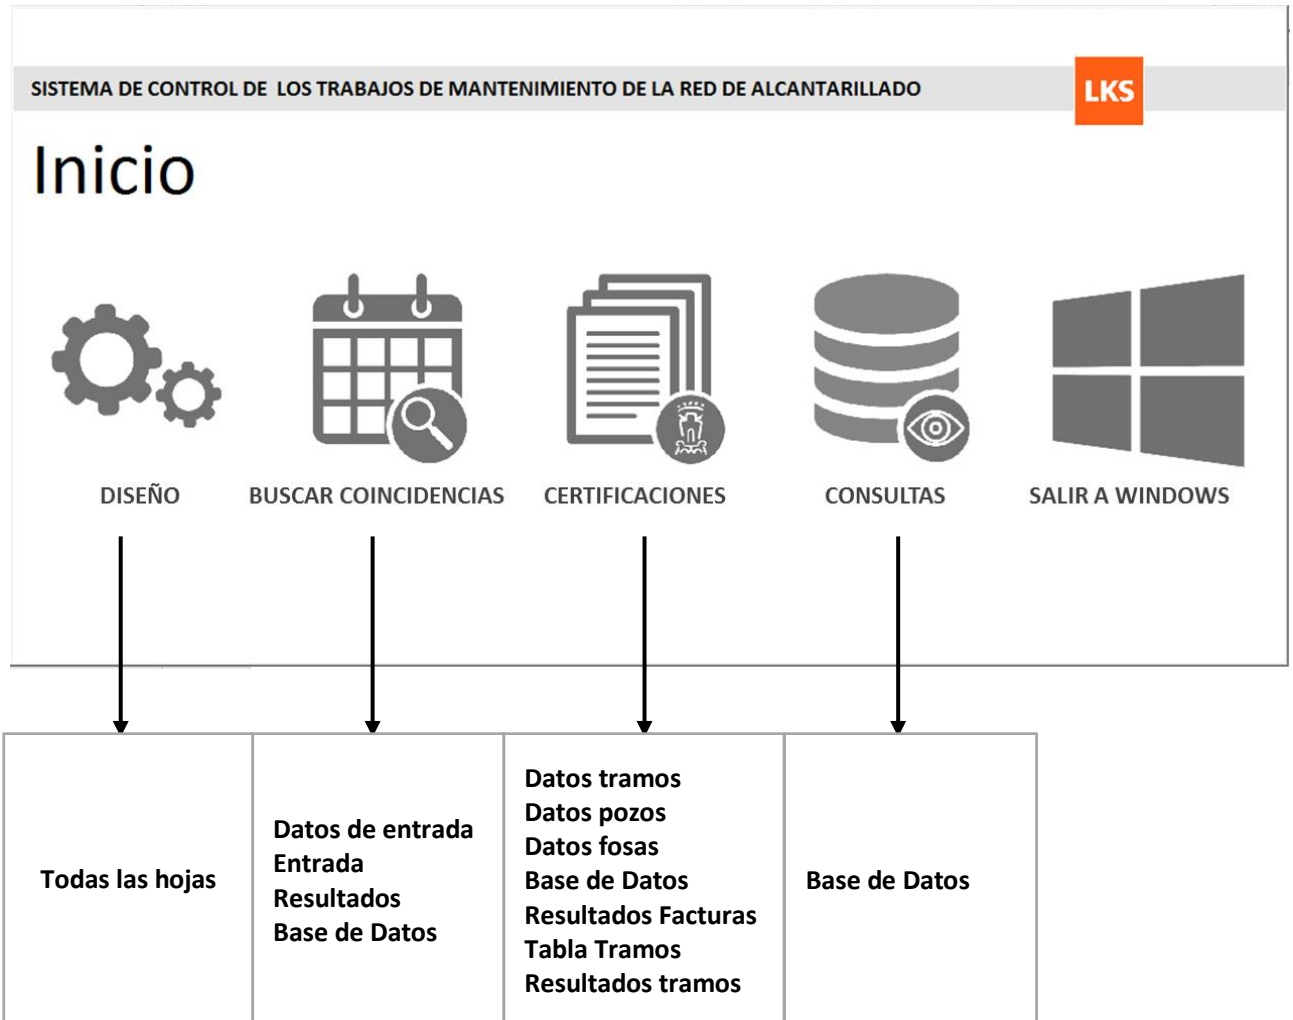 SISTEMA DE CONTROL DE LOS TRABAJOS DE MANTENIMIENTO DE LA RED DE ALCANTARILLADO
LKS
Inicio
DISEÑO
BUSCAR COINCIDENCIAS
CERTIFICACIONES
CONSULTAS
SALIR A WINDOWS
Todas las hojas
Datos de entrada
Entrada
Resultados
Base de Datos
Datos tramos
Datos pozos
Datos fosas
Base de Datos
Resultados Facturas
Tabla Tramos
Resultados tramos
Base de Datos